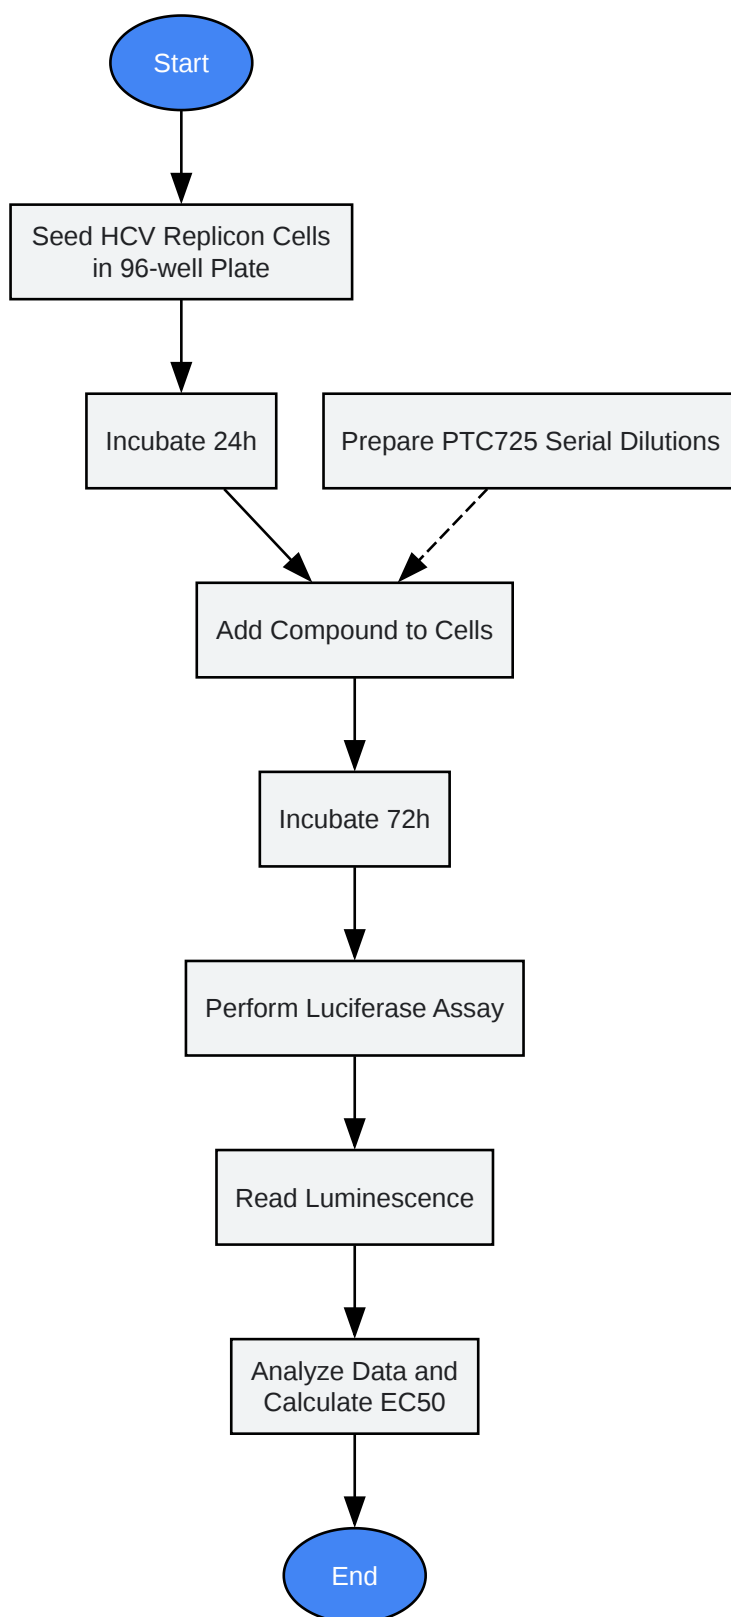 Start
Seed HCV Replicon Cells
in 96-well Plate
Incubate 24h
Prepare PTC725 Serial Dilutions
Add Compound to Cells
Incubate 72h
Perform Luciferase Assay
Read Luminescence
Analyze Data and
Calculate EC50
End